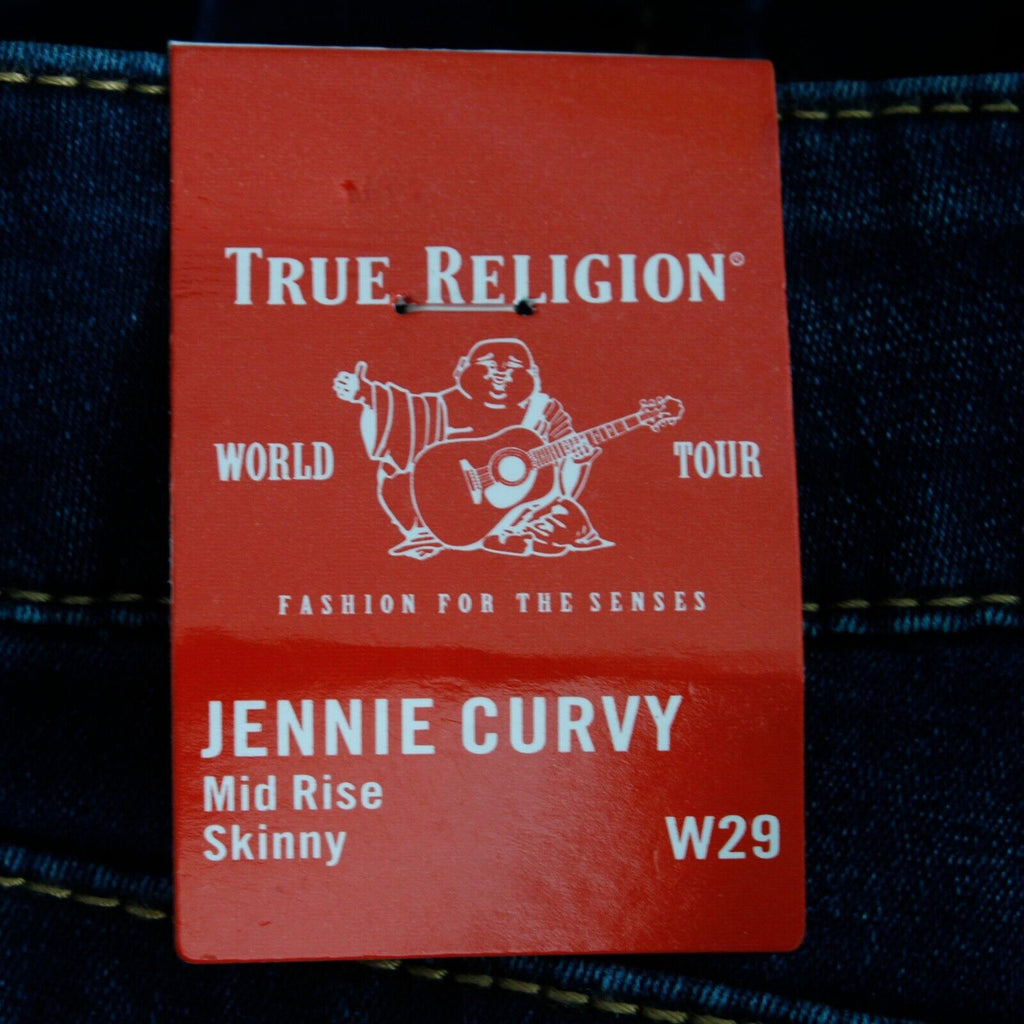 TRUE RELIGION®
WORLD TOUR
FASHION FOR THE SENSES
JENNIE CURVY
Mid Rise
Skinny
W29